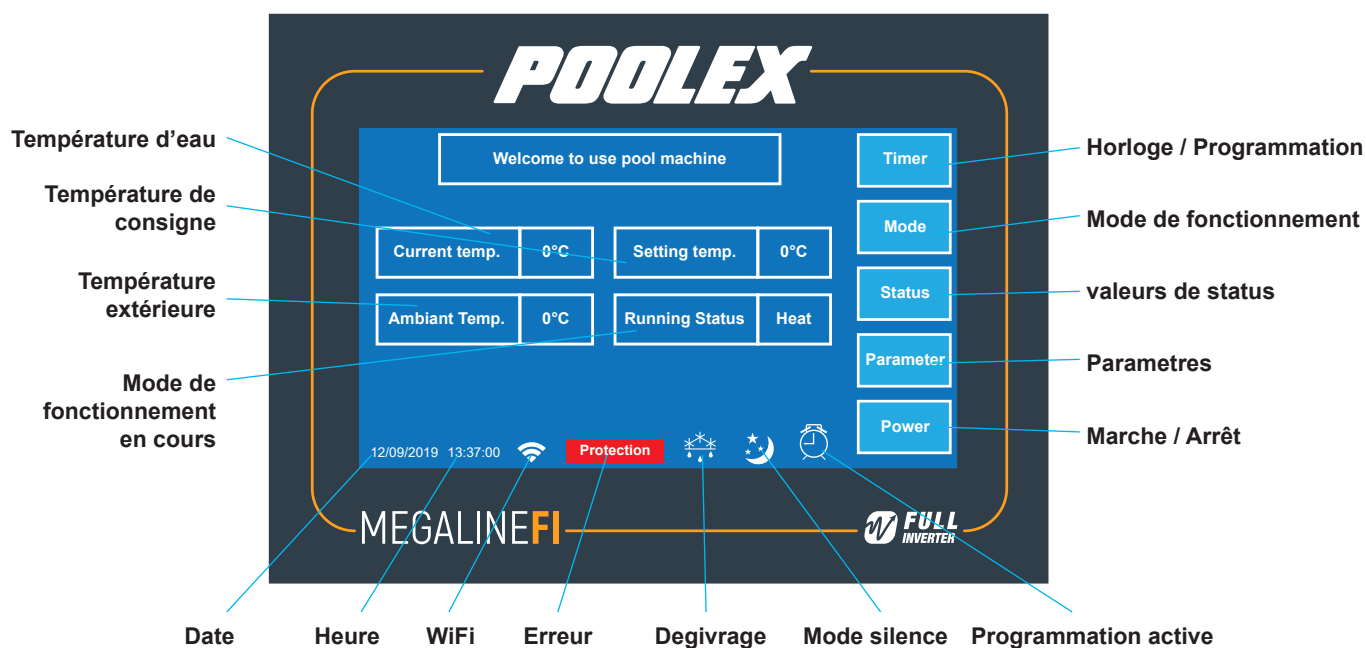 POOLEX
Température d'eau
Température de
consigne
Température
extérieure
Mode de
fonctionnement
en cours
Welcome to use pool machine
Current temp.
0°C
Setting temp.
0°C
Ambiant Temp.
0°C
Running Status
Heat
Timer
Mode
Status
Parameter
Power
Horloge / Programmation
Mode de fonctionnement
valeurs de status
Parametres
Marche / Arrêt
12/09/2019 13:37:00
Protection
MEGALINEFI
FULL
INVERTER
Date
Heure
WiFi
Erreur
Degivrage
Mode silence
Programmation active